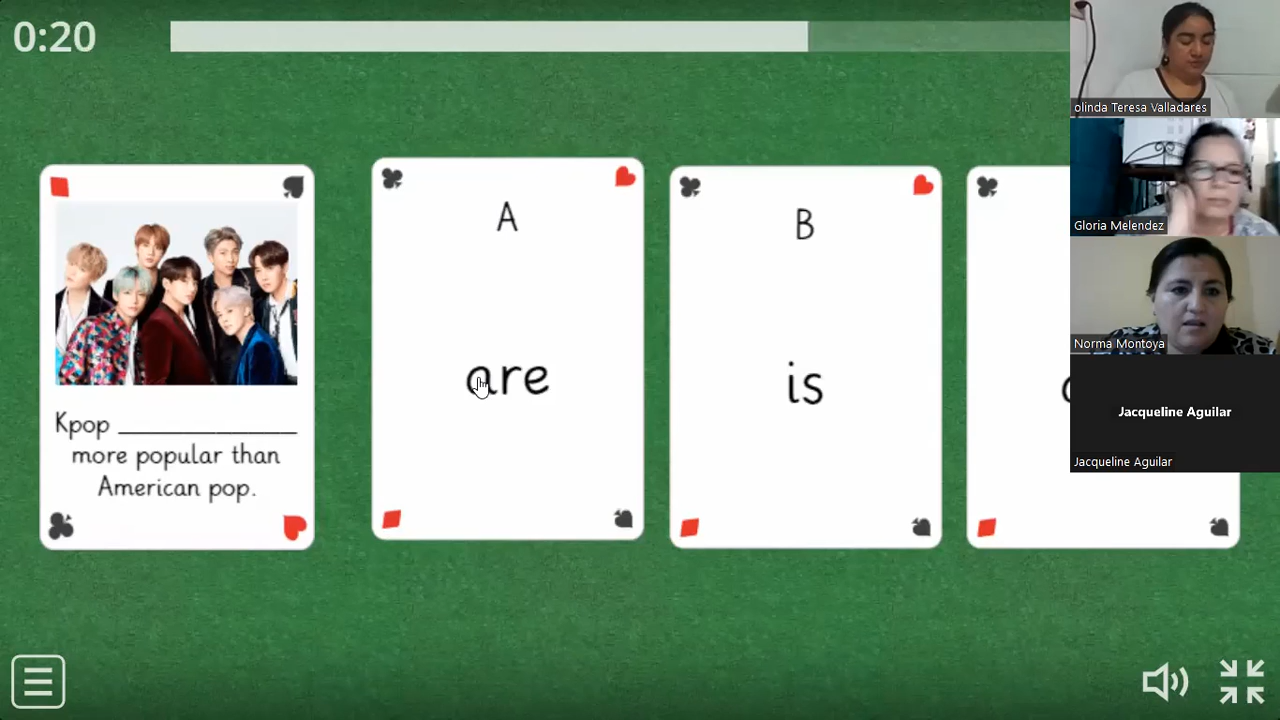 0:20
Kpop ________________
more popular than
American pop.
A
are
B
is
olinda Teresa Valladares
Gloria Melendez
Norma Montoya
Jacqueline Aguilar
Jacqueline Aguilar